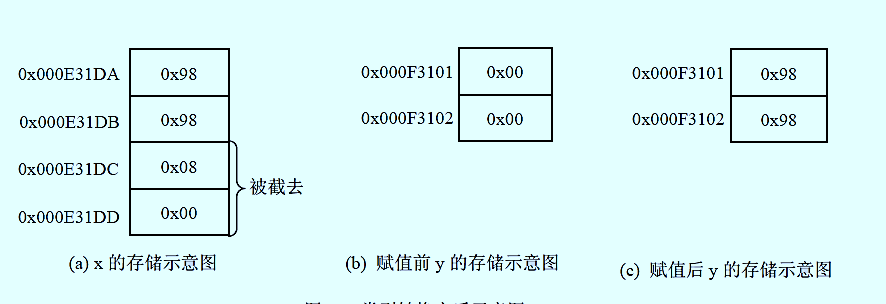 0x000E31DA 0x98 0x000F3101 0x00 0x000F3101 0x98
0x000E31DB 0x98 0x000F3102 0x00 0x000F3102 0x98
0x000E31DC 0x08
被截去
0x000E31DD 0x00
(a) x 的存储示意图 (b) 赋值前 y 的存储示意图 (c) 赋值后 y 的存储示意图